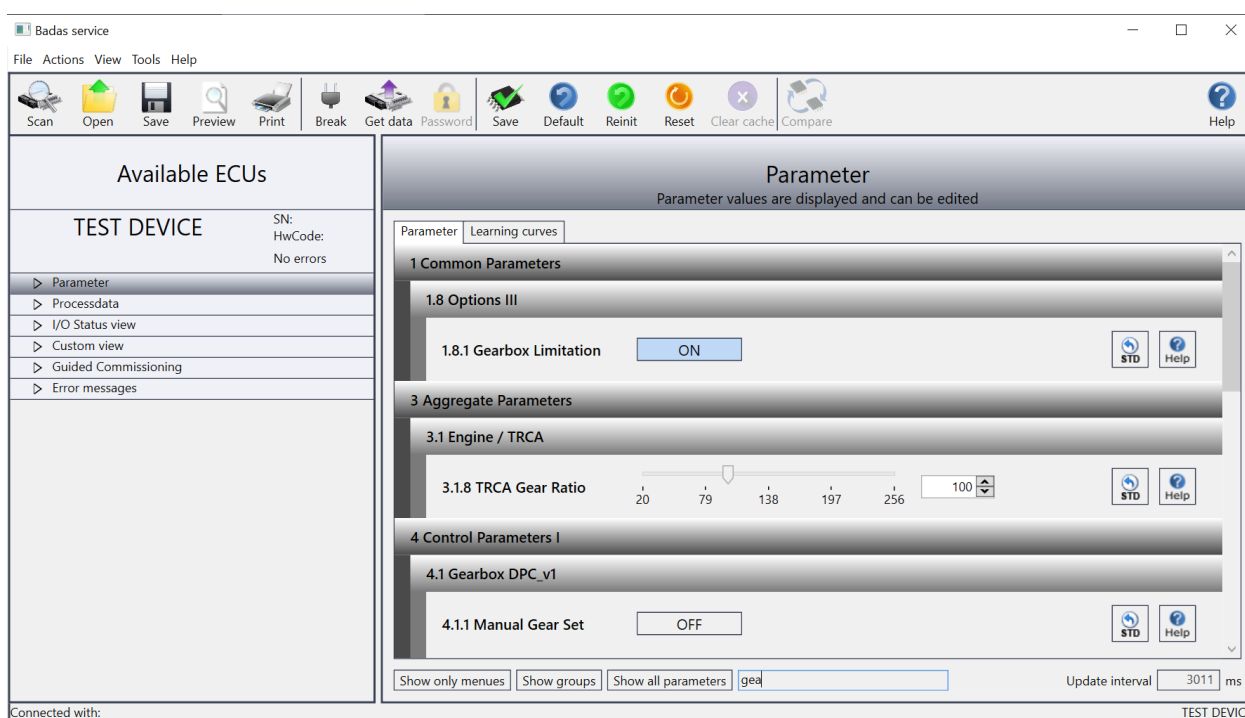 Badas service
File Actions View Tools Help
Scan Open Save Preview Print Break Get data Password Save Default Reinit Reset Clear cache Compare Help
Available ECUs
TEST DEVICE
SN:
HwCode:
No errors
Parameter
Processdata
I/O Status view
Custom view
Guided Commissioning
Error messages
Parameter
Parameter values are displayed and can be edited
Parameter Learning curves
1 Common Parameters
1.8 Options III
1.8.1 Gearbox Limitation ON STD Help
3 Aggregate Parameters
3.1 Engine / TRCA
3.1.8 TRCA Gear Ratio 100 STD Help
20 79 138 197 256
4 Control Parameters I
4.1 Gearbox DPC_v1
4.1.1 Manual Gear Set OFF STD Help
Show only menues Show groups Show all parameters gea Update interval 3011 ms
Connected with: TEST DEVIC